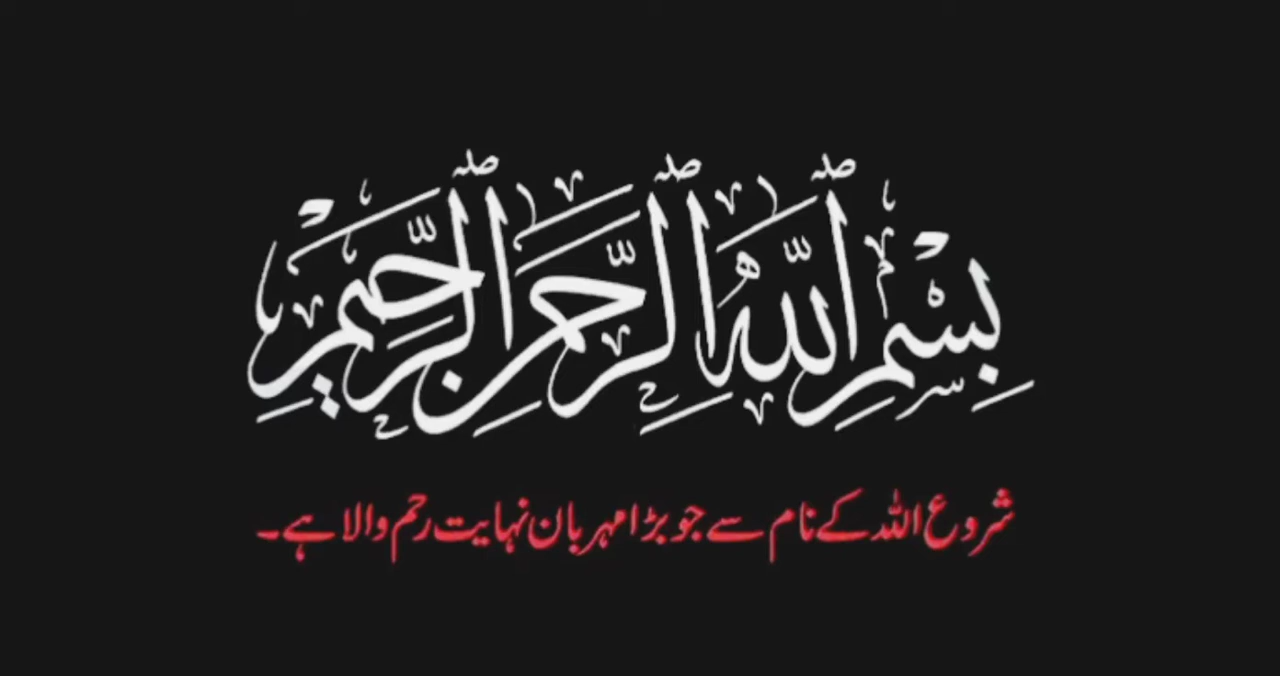 بِسْمِ اللّٰهِ الرَّحْمٰنِ الرَّحِيْمِ
شروع اللہ کے نام سے جو بڑا مہربان نہایت رحم والا ہے۔